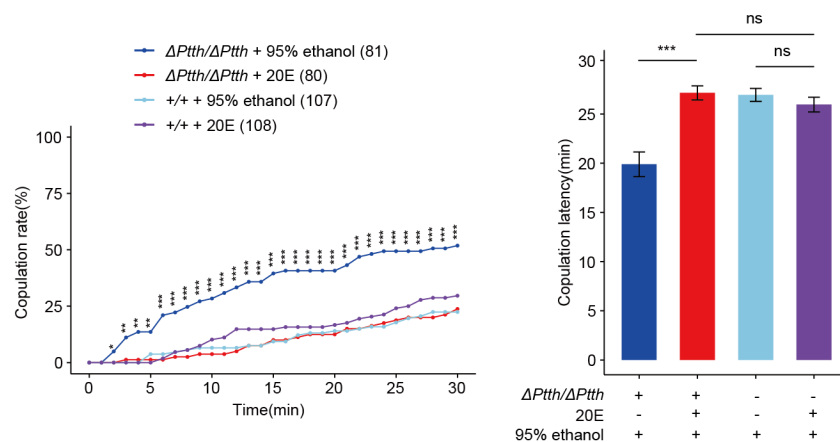 ΔPtth/ΔPtth + 95% ethanol (81)
ΔPtth/ΔPtth + 20E (80)
+/+ + 95% ethanol (107)
+/+ + 20E (108)
Copulation rate(%)
100
75
50
25
0
* ** ** ** *** **** **** *** *** *** *** **** *** *** *** *** *** *** *** *** *** *** *** *** *** *** *** *** ***
0 5 10 15 20 25 30
Time(min)
ns
*** ns
Copulation latency(min)
30
25
20
15
10
5
0
ΔPtth/ΔPtth + + - -
20E - + - +
95% ethanol + + + +